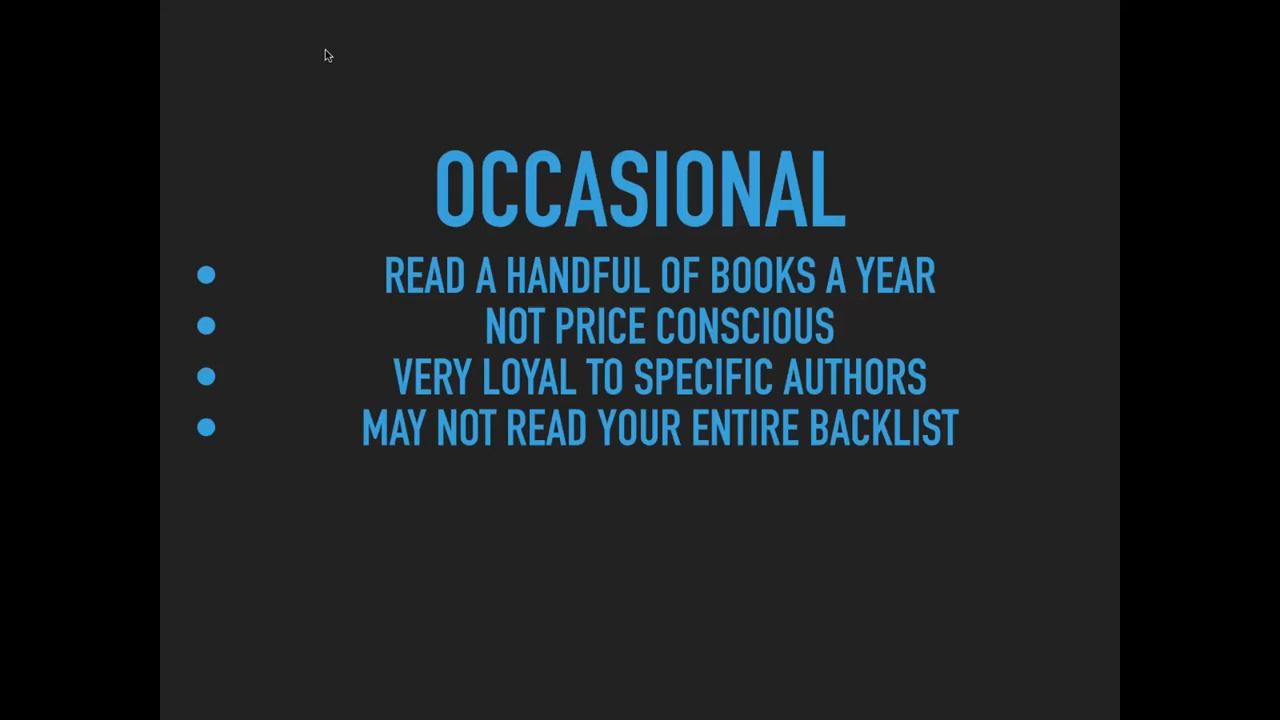 OCCASIONAL
• READ A HANDFUL OF BOOKS A YEAR
• NOT PRICE CONSCIOUS
• VERY LOYAL TO SPECIFIC AUTHORS
• MAY NOT READ YOUR ENTIRE BACKLIST